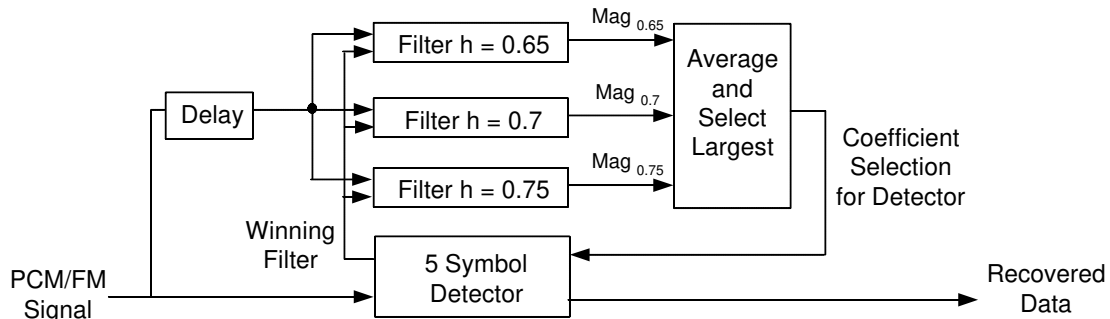 Filter h = 0.65
Mag 0.65
Average
and
Select
Largest
Delay
Filter h = 0.7
Mag 0.7
Filter h = 0.75
Mag 0.75
Coefficient
Selection
for Detector
Winning
Filter
5 Symbol
Detector
PCM/FM
Signal
Recovered
Data